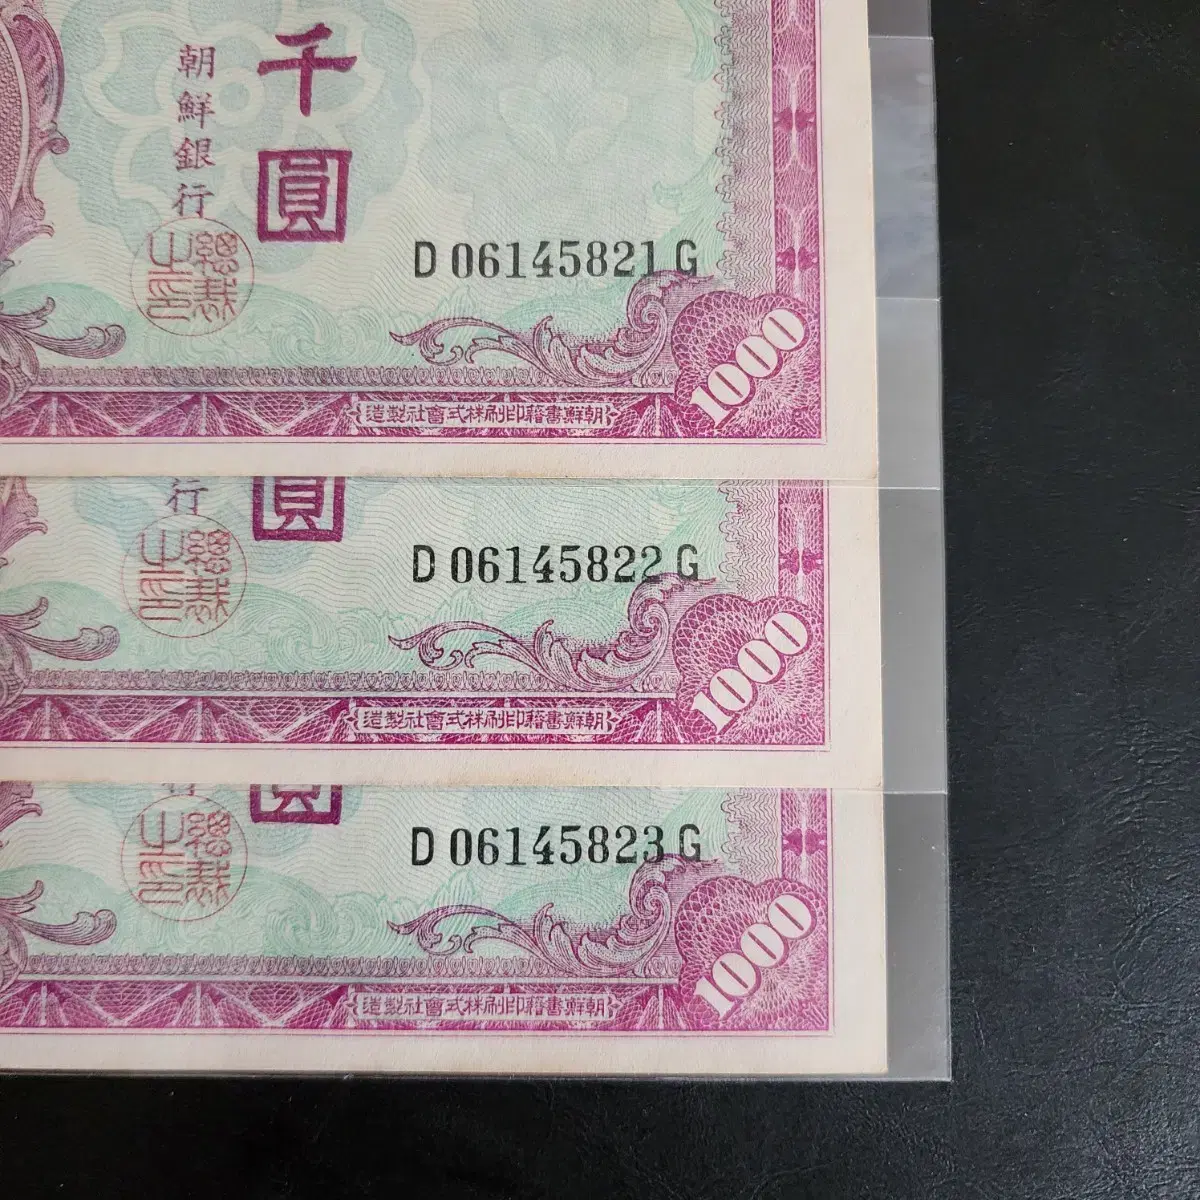 千圓
朝鮮銀行
總裁之印
D 06145821 G
1000
朝鮮書籍印刷株式會社製造
圓
行
總裁之印
D 06145822 G
1000
朝鮮書籍印刷株式會社製造
圓
行
總裁之印
D 06145823 G
1000
朝鮮書籍印刷株式會社製造